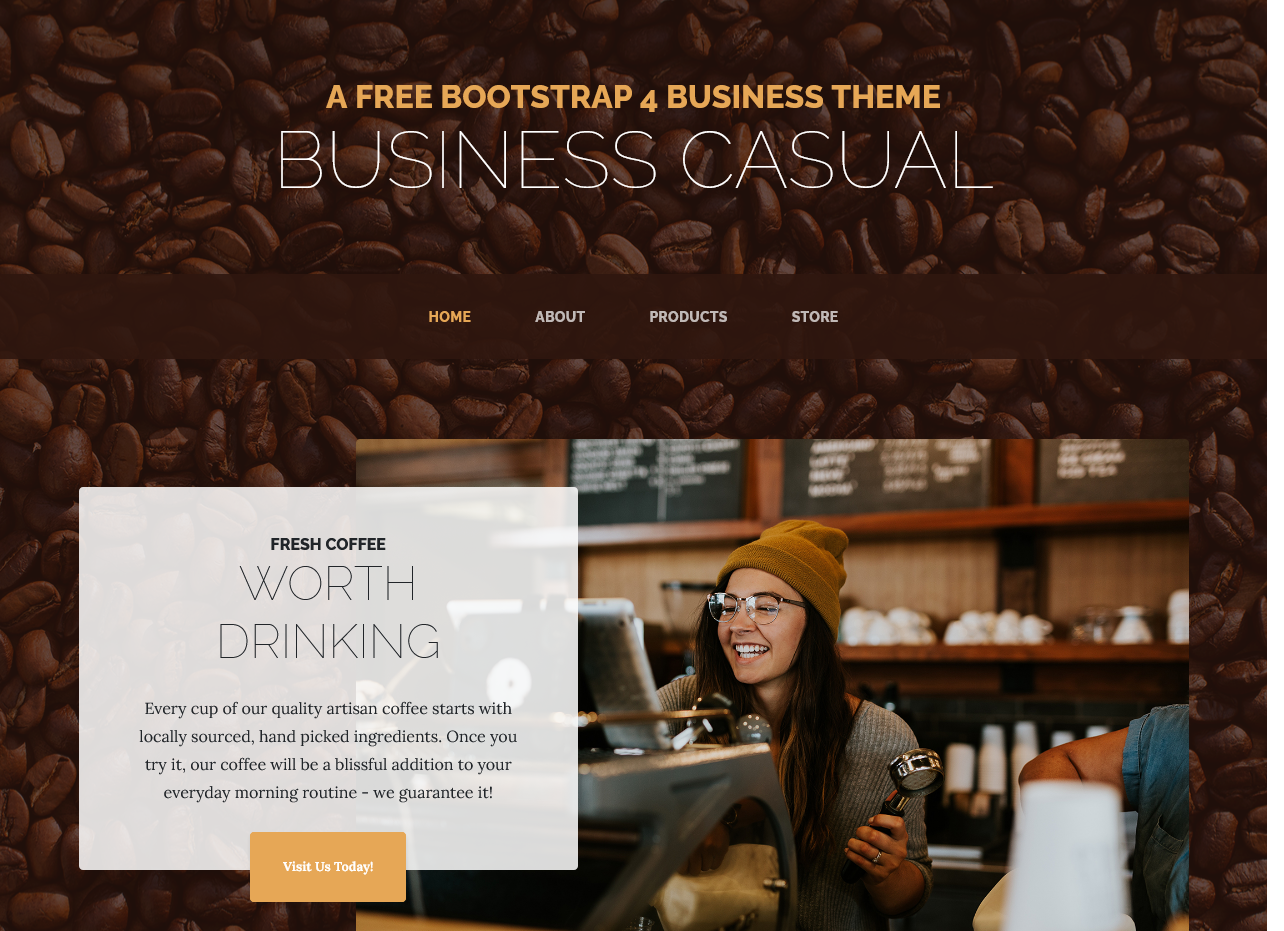 A FREE BOOTSTRAP 4 BUSINESS THEME
BUSINESS CASUAL
HOME ABOUT PRODUCTS STORE
FRESH COFFEE
WORTH
DRINKING
Every cup of our quality artisan coffee starts with
locally sourced, hand picked ingredients. Once you
try it, our coffee will be a blissful addition to your
everyday morning routine - we guarantee it!
Visit Us Today!